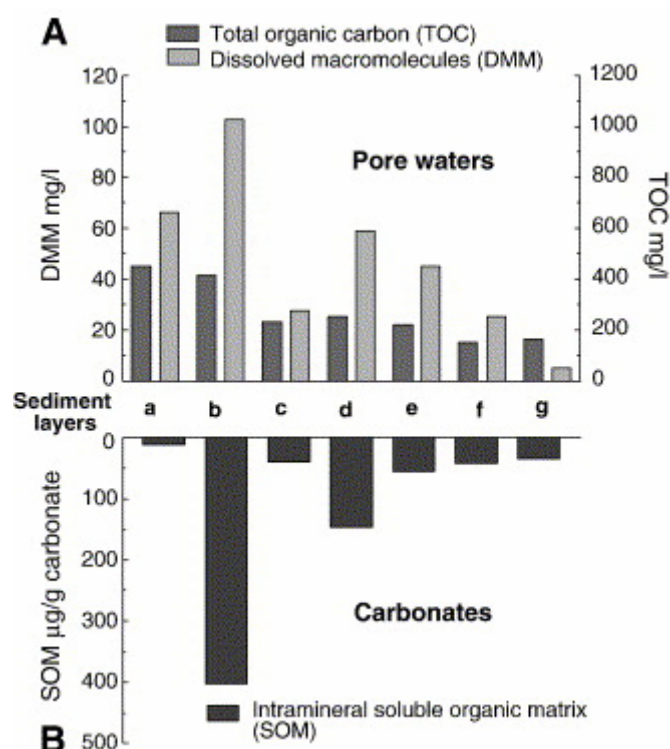 A
Total organic carbon (TOC)
Dissolved macromolecules (DMM)
120
100
80
60
40
20
0
DMM mg/l
Pore waters
1200
1000
800
600
400
200
0
TOC mg/l
Sediment layers
a b c d e f g
0
100
200
300
400
500
SOM µg/g carbonate
Carbonates
Intramineral soluble organic matrix
(SOM)
B